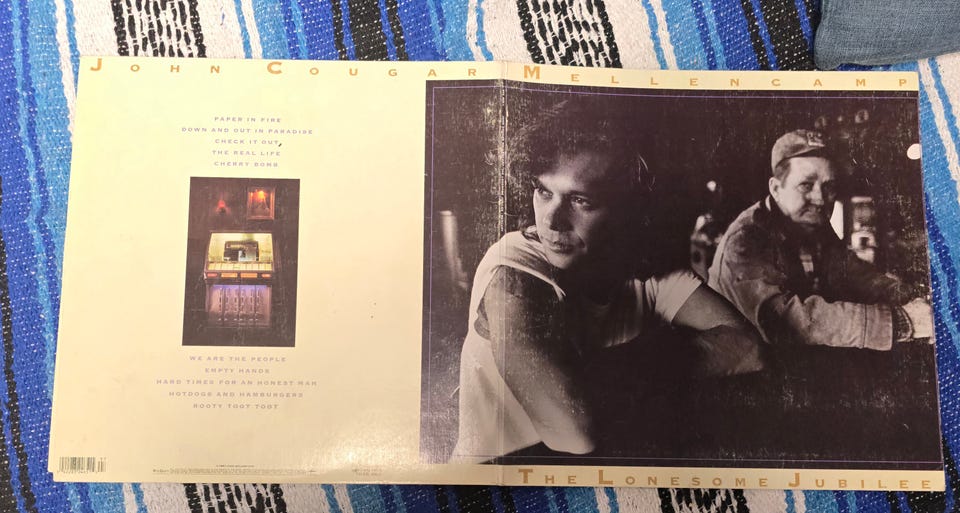 JOHN COUGAR MELLENCAMP
PAPER IN FIRE
DOWN AND OUT IN PARADISE
CHECK IT OUT
THE REAL LIFE
CHERRY BOMB
WE ARE THE PEOPLE
EMPTY HANDS
HARD TIMES FOR AN HONEST MAN
HOTDOGS AND HAMBURGERS
ROOTY TOOT TOOT
THE LONESOME JUBILEE